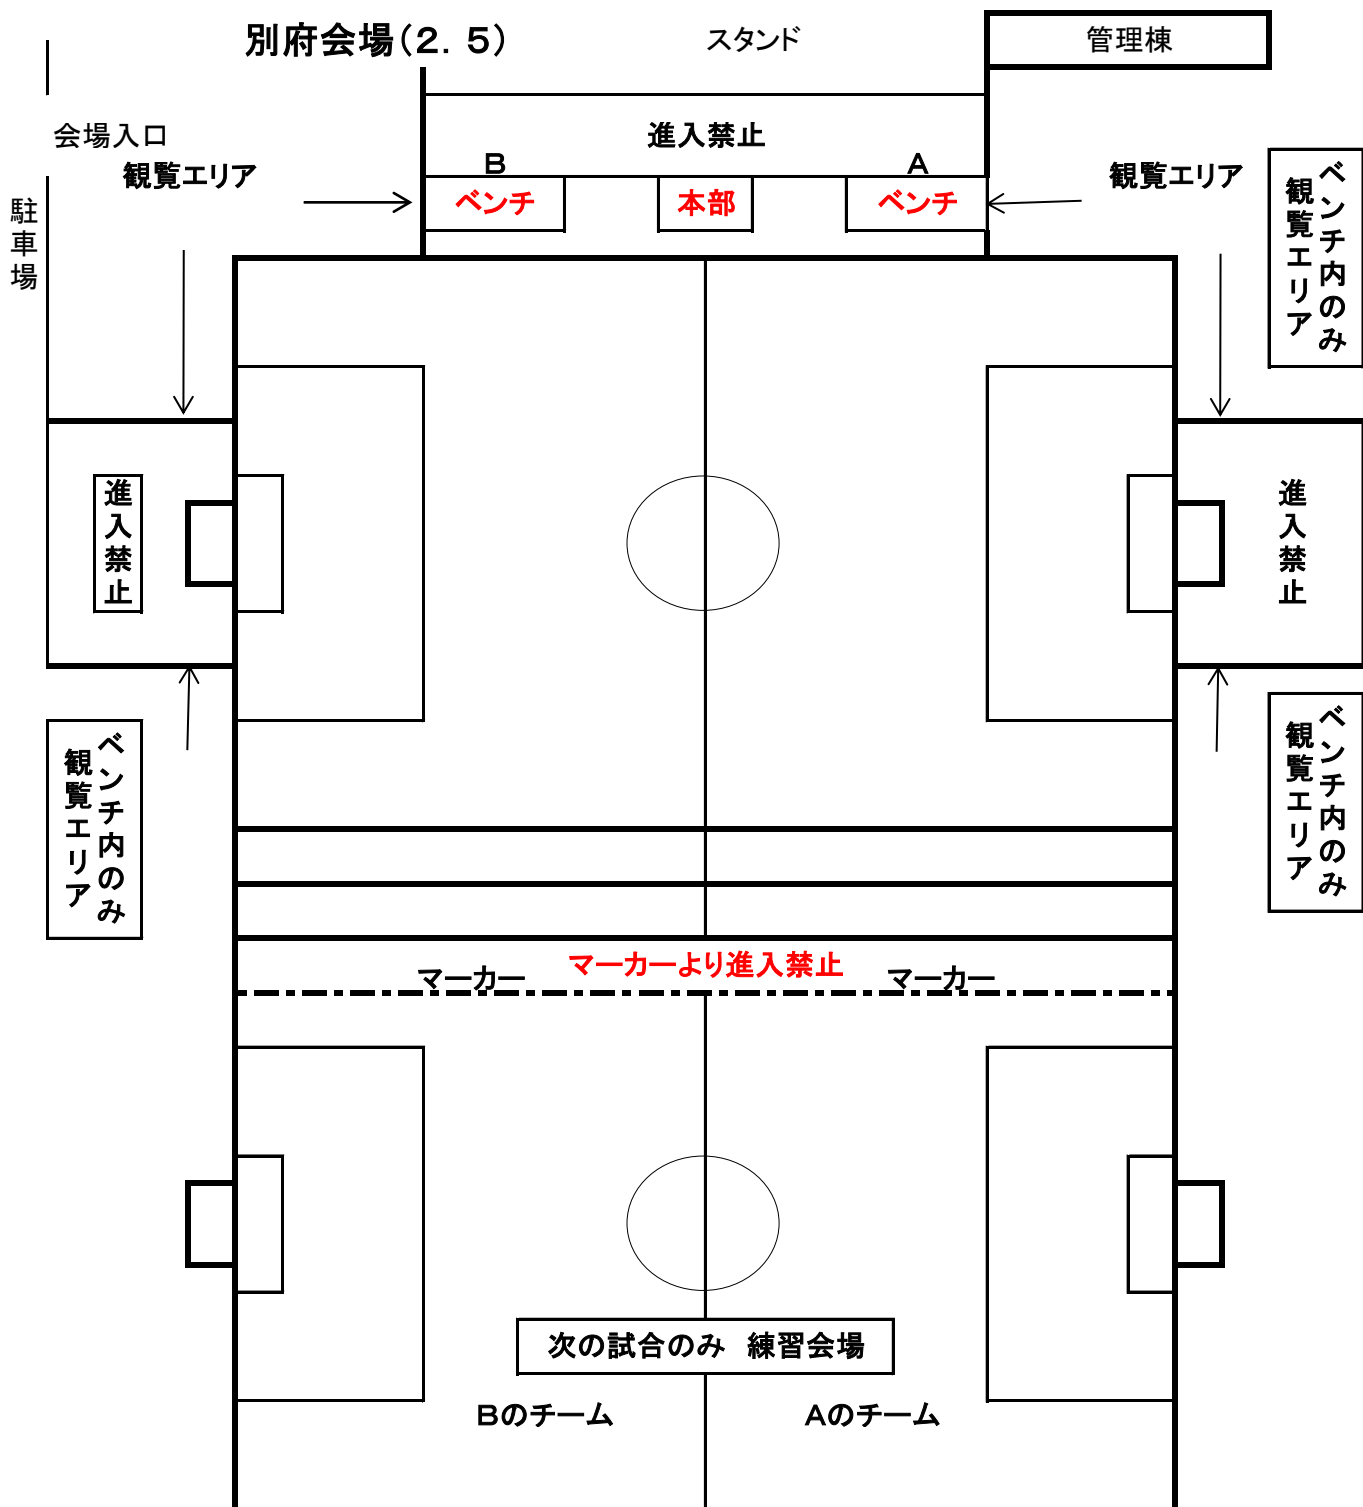 別府会場(2.5)
スタンド
管理棟
会場入口
進入禁止
観覧エリア
B
A
観覧エリア
ベンチ
本部
ベンチ
駐車場
ベンチ内のみ
観覧エリア
進入禁止
進入禁止
ベンチ内のみ
観覧エリア
ベンチ内のみ
観覧エリア
マーカー
マーカーより進入禁止
マーカー
次の試合のみ 練習会場
Bのチーム
Aのチーム